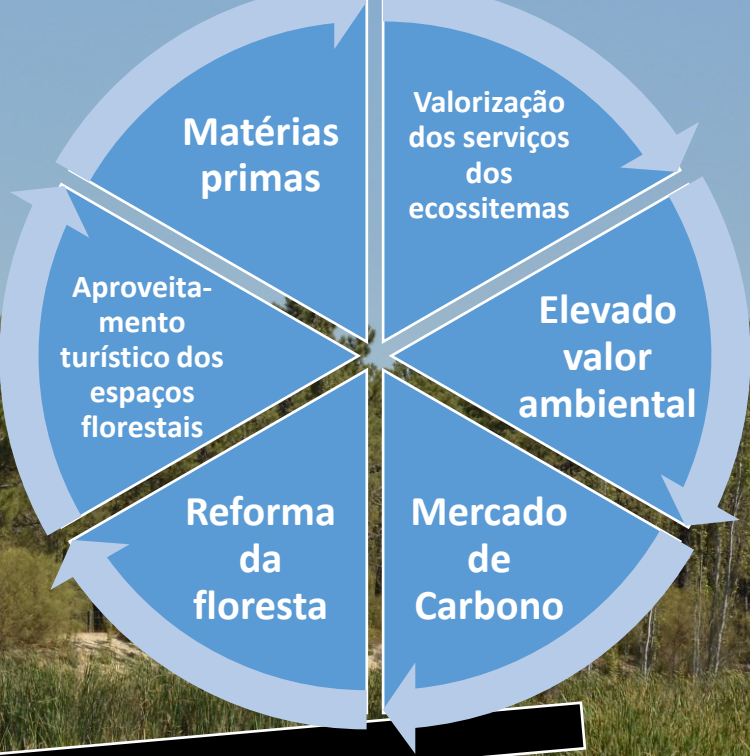 Matérias
primas
Valorização
dos serviços
dos
ecossitemas
Elevado
valor
ambiental
Mercado
de
Carbono
Reforma
da
floresta
Aproveita-
mento
turístico dos
espaços
florestais